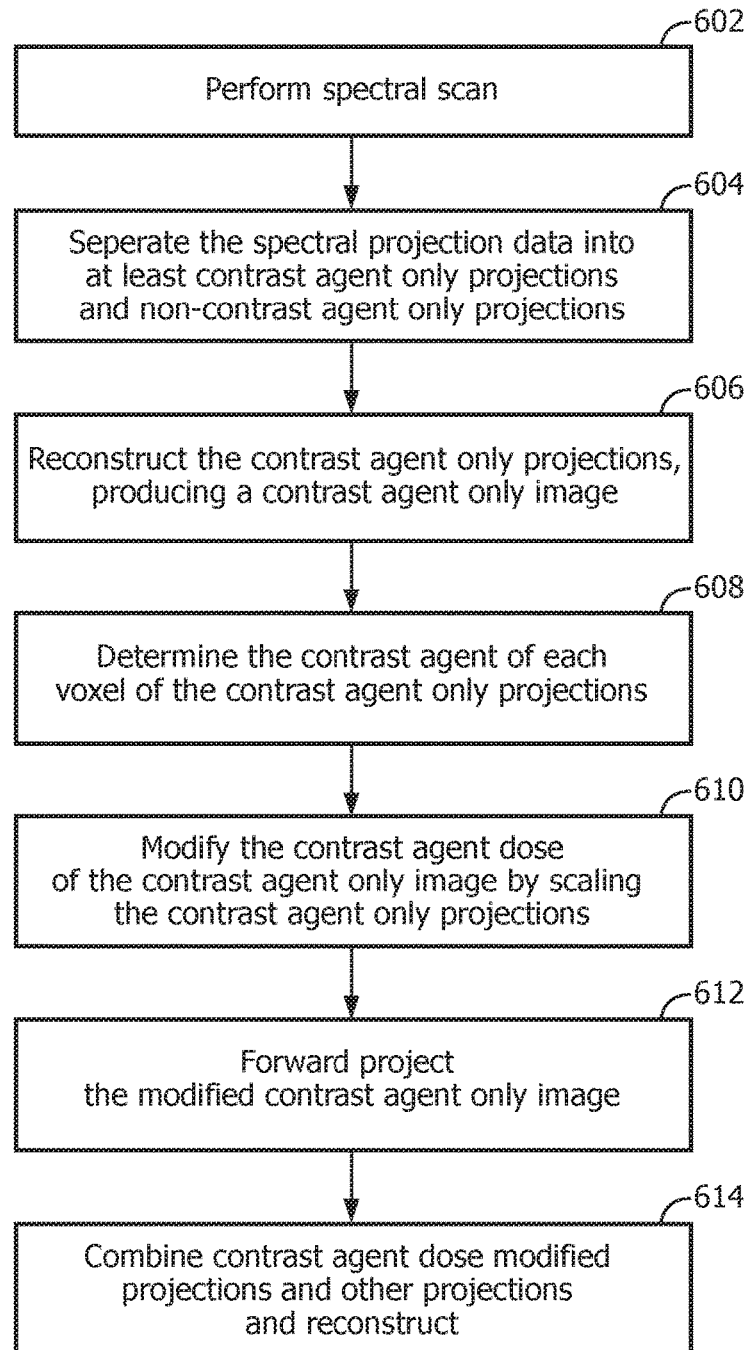 602
Perform spectral scan
604
Seperate the spectral projection data into
at least contrast agent only projections
and non-contrast agent only projections
606
Reconstruct the contrast agent only projections,
producing a contrast agent only image
608
Determine the contrast agent of each
voxel of the contrast agent only projections
610
Modify the contrast agent dose
of the contrast agent only image by scaling
the contrast agent only projections
612
Forward project
the modified contrast agent only image
614
Combine contrast agent dose modified
projections and other projections
and reconstruct